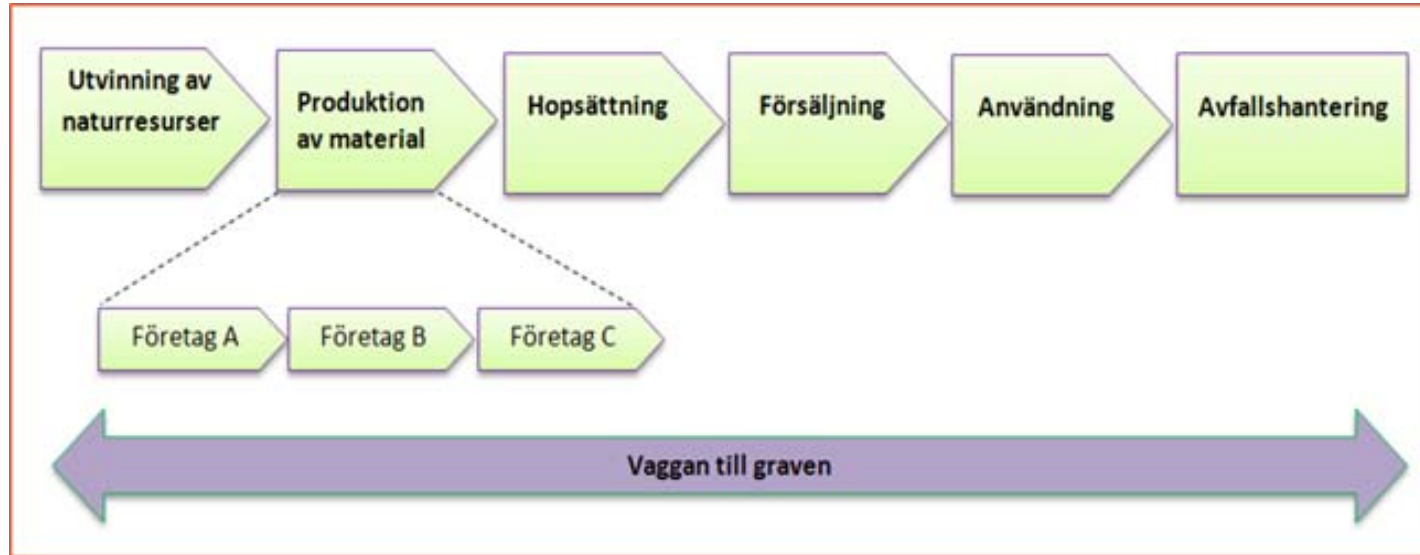 Utvinning av
naturresurser
Produktion
av material
Hopsättning
Försäljning
Användning
Avfallshantering
Företag A
Företag B
Företag C
Vaggan till graven